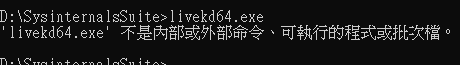 D:\SysinternalsSuite>livekd64.exe
'livekd64.exe' 不是內部或外部命令、可執行的程式或批次檔。
D:\SysinternalsSuite>